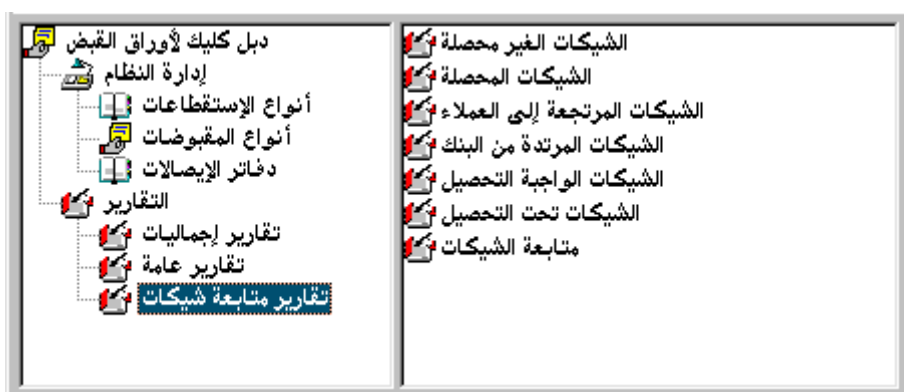 دبل كليك لأوراق القبض
إدارة النظام
أنواع الإستقطاعات
أنواع المقبوضات
دفاتر الإيصالات
التقارير
تقارير إجماليات
تقارير عامة
تقارير متابعة شيكات
الشيكات الغير محصلة
الشيكات المحصلة
الشيكات المرتجعة إلى العملاء
الشيكات المرتدة من البنك
الشيكات الواجبة التحصيل
الشيكات تحت التحصيل
متابعة الشيكات